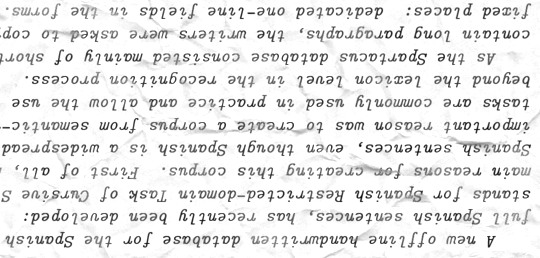 A new offline handwritten database for the Spanish
full Spanish sentences, has recently been developed:
stands for Spanish Restricted-domain Task of Cursive S
main reasons for creating this corpus. First of all,
Spanish sentences, even though Spanish is a widespread
important reason was to create a corpus from semantic-
tasks are commonly used in practice and allow the use
beyond the lexicon level in the recognition process.
As the Spartacus database consisted mainly of short
contain long paragraphs, the writers were asked to copy
fixed places: dedicated one-line fields in the forms.